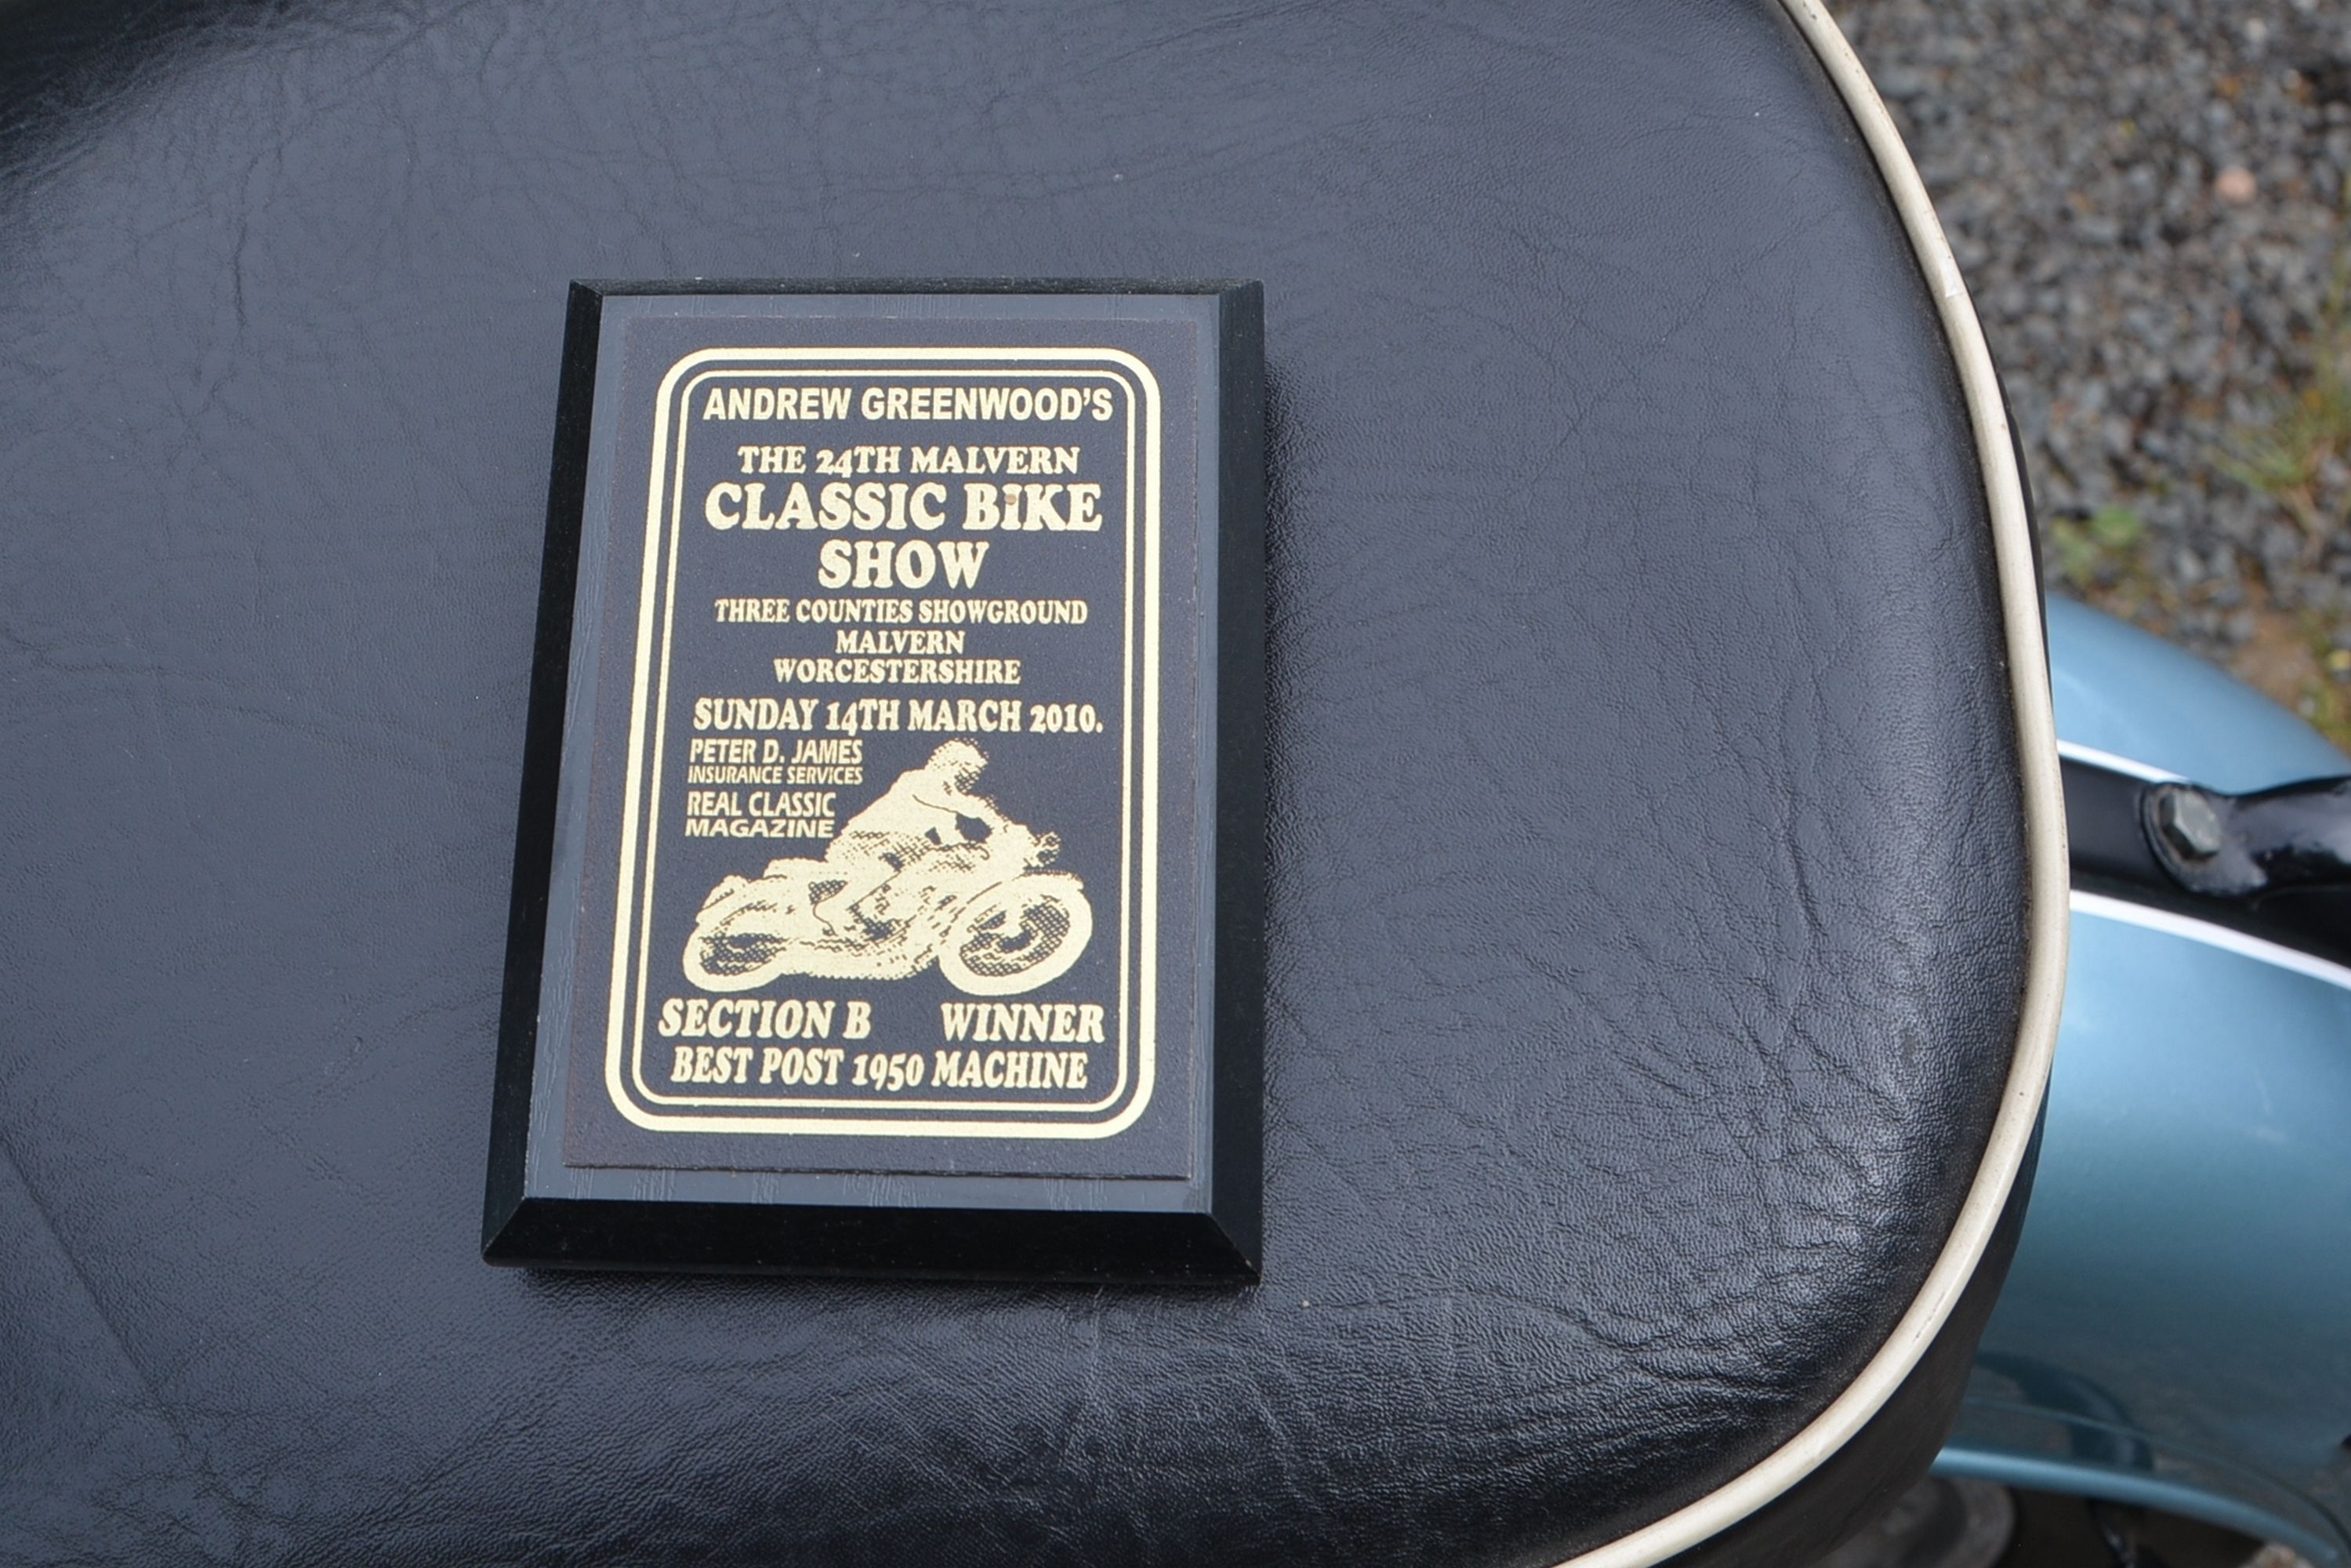 ANDREW GREENWOOD'S
THE 24TH MALVERN
CLASSIC BIKE
SHOW
THREE COUNTIES SHOWGROUND
MALVERN
WORCESTERSHIRE
SUNDAY 14TH MARCH 2010.
PETER D. JAMES
INSURANCE SERVICES
REAL CLASSIC
MAGAZINE
SECTION B WINNER
BEST POST 1950 MACHINE